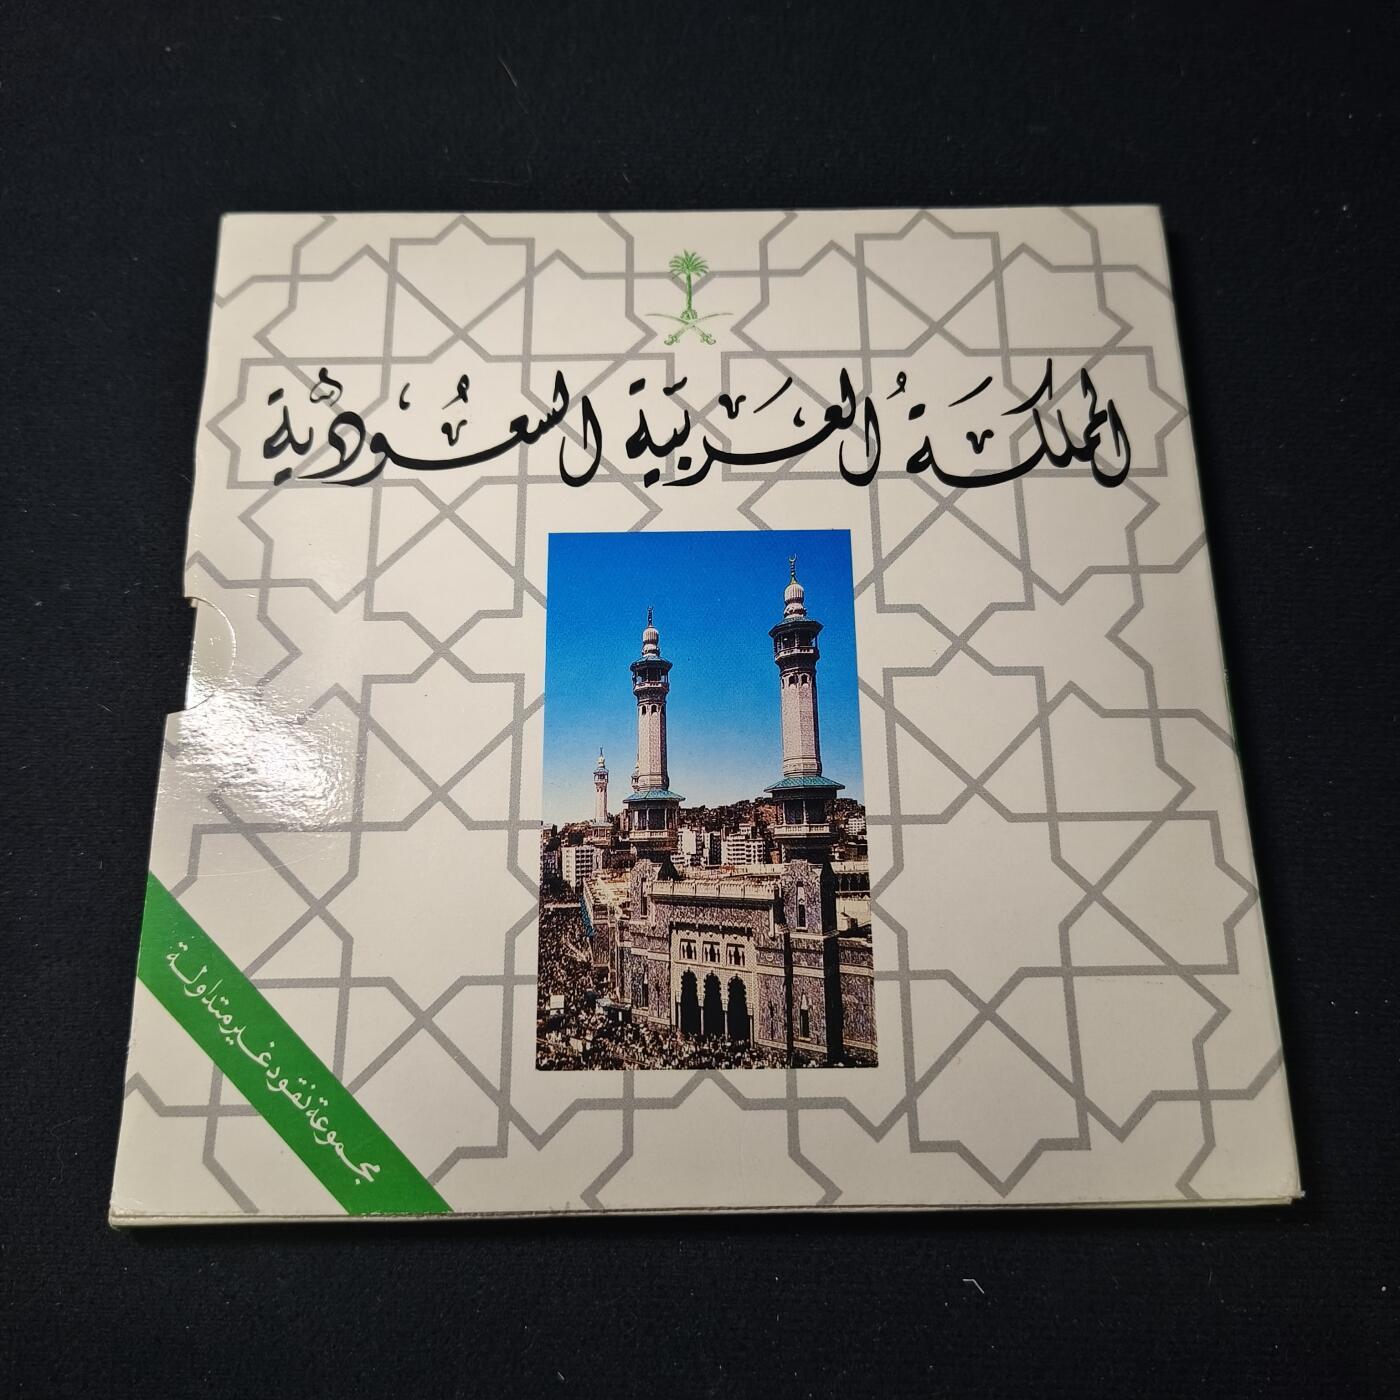 المملكة العربية السعودية
مجموعة نقود غير متداولة